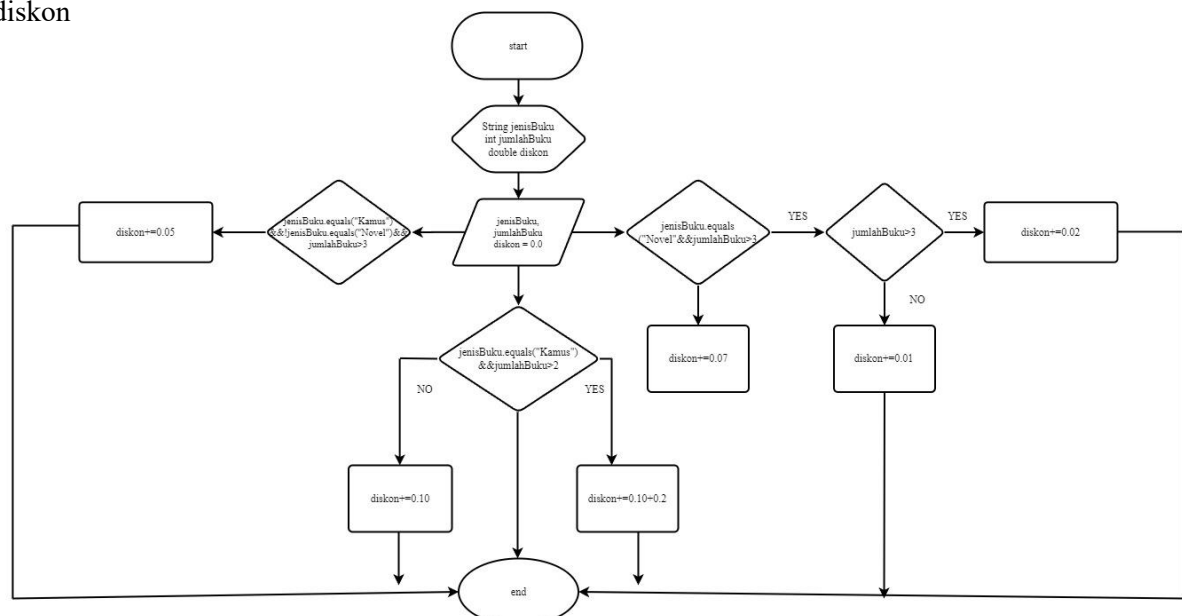 diskon
start
String jenisBuku
int jumlahBuku
double diskon
jenisBuku.equals("Kamus")
&&!jenisBuku.equals("Novel")&&
jumlahBuku>3
diskon+=0.05
jenisBuku,
jumlahBuku
diskon = 0.0
jenisBuku.equals
("Novel"&&jumlahBuku>3
YES
jumlahBuku>3
YES
diskon+=0.02
NO
diskon+=0.07
diskon+=0.01
jenisBuku.equals("Kamus")
&&jumlahBuku>2
NO
YES
diskon+=0.10
diskon+=0.10+0.2
end